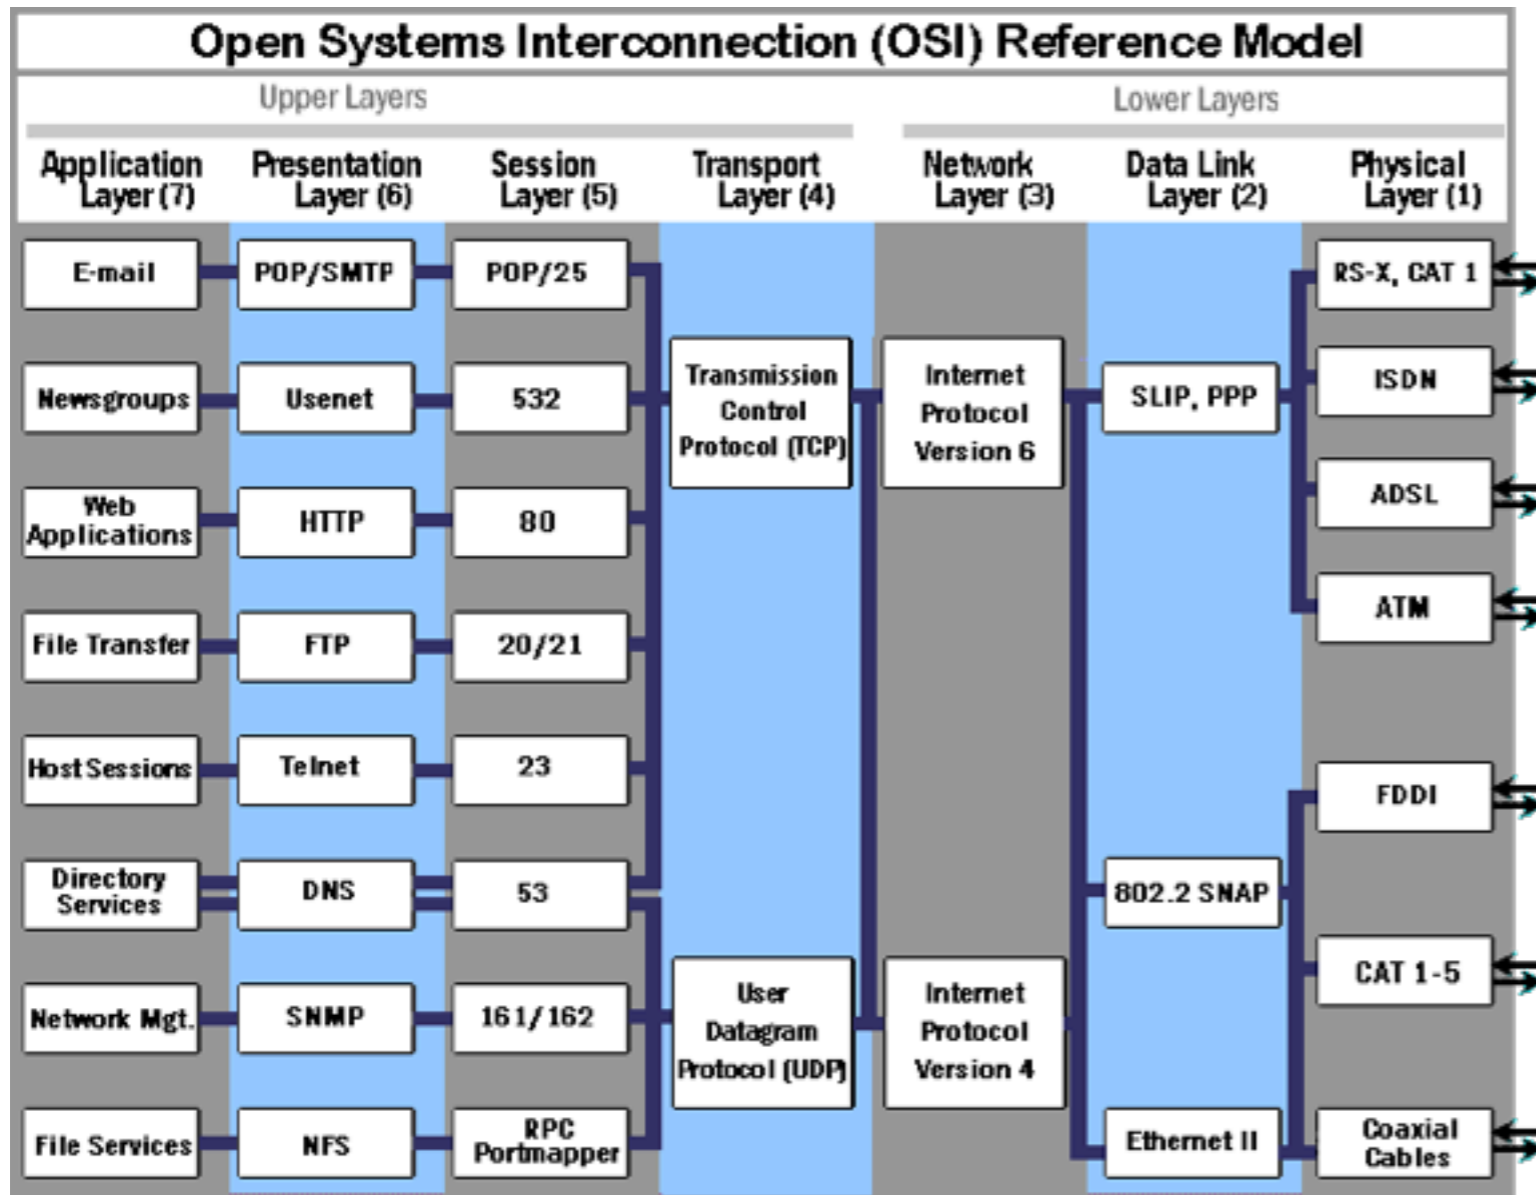 Open Systems Interconnection (OSI) Reference Model
Upper Layers
Lower Layers
Application
Layer (7)
Presentation
Layer (6)
Session
Layer (5)
Transport
Layer (4)
Network
Layer (3)
Data Link
Layer (2)
Physical
Layer (1)
E-mail
POP/SMTP
POP/25
Newsgroups
Usenet
532
Web
Applications
HTTP
80
File Transfer
FTP
20/21
Host Sessions
Telnet
23
Directory
Services
DNS
53
Network Mgt.
SNMP
161/162
File Services
NFS
RPC
Portmapper
Transmission
Control
Protocol (TCP)
User
Datagram
Protocol (UDP)
Internet
Protocol
Version 6
Internet
Protocol
Version 4
SLIP, PPP
802.2 SNAP
Ethernet II
RS-X, CAT 1
ISDN
ADSL
ATM
FDDI
CAT 1-5
Coaxial
Cables